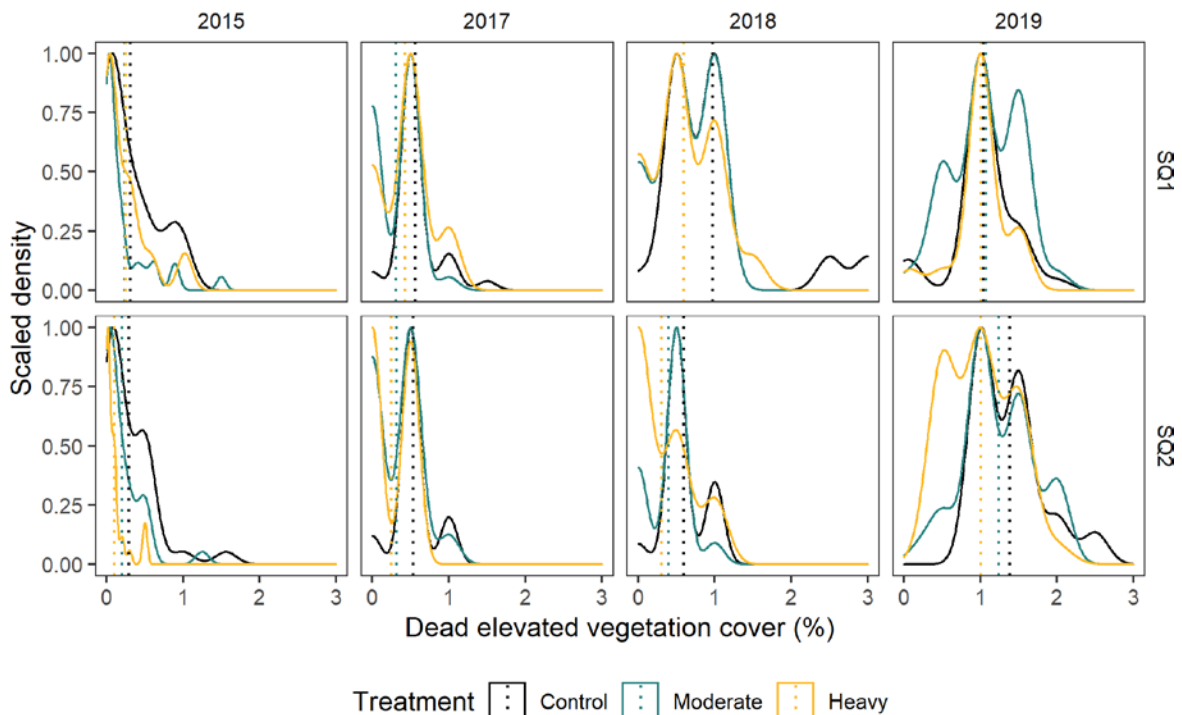 2015 2017 2018 2019
1.00
0.75
0.50
0.25
0.00
SQ1
Scaled density
1.00
0.75
0.50
0.25
0.00
SQ2
0 1 2 3 0 1 2 3 0 1 2 3 0 1 2 3
Dead elevated vegetation cover (%)
Treatment Control Moderate Heavy